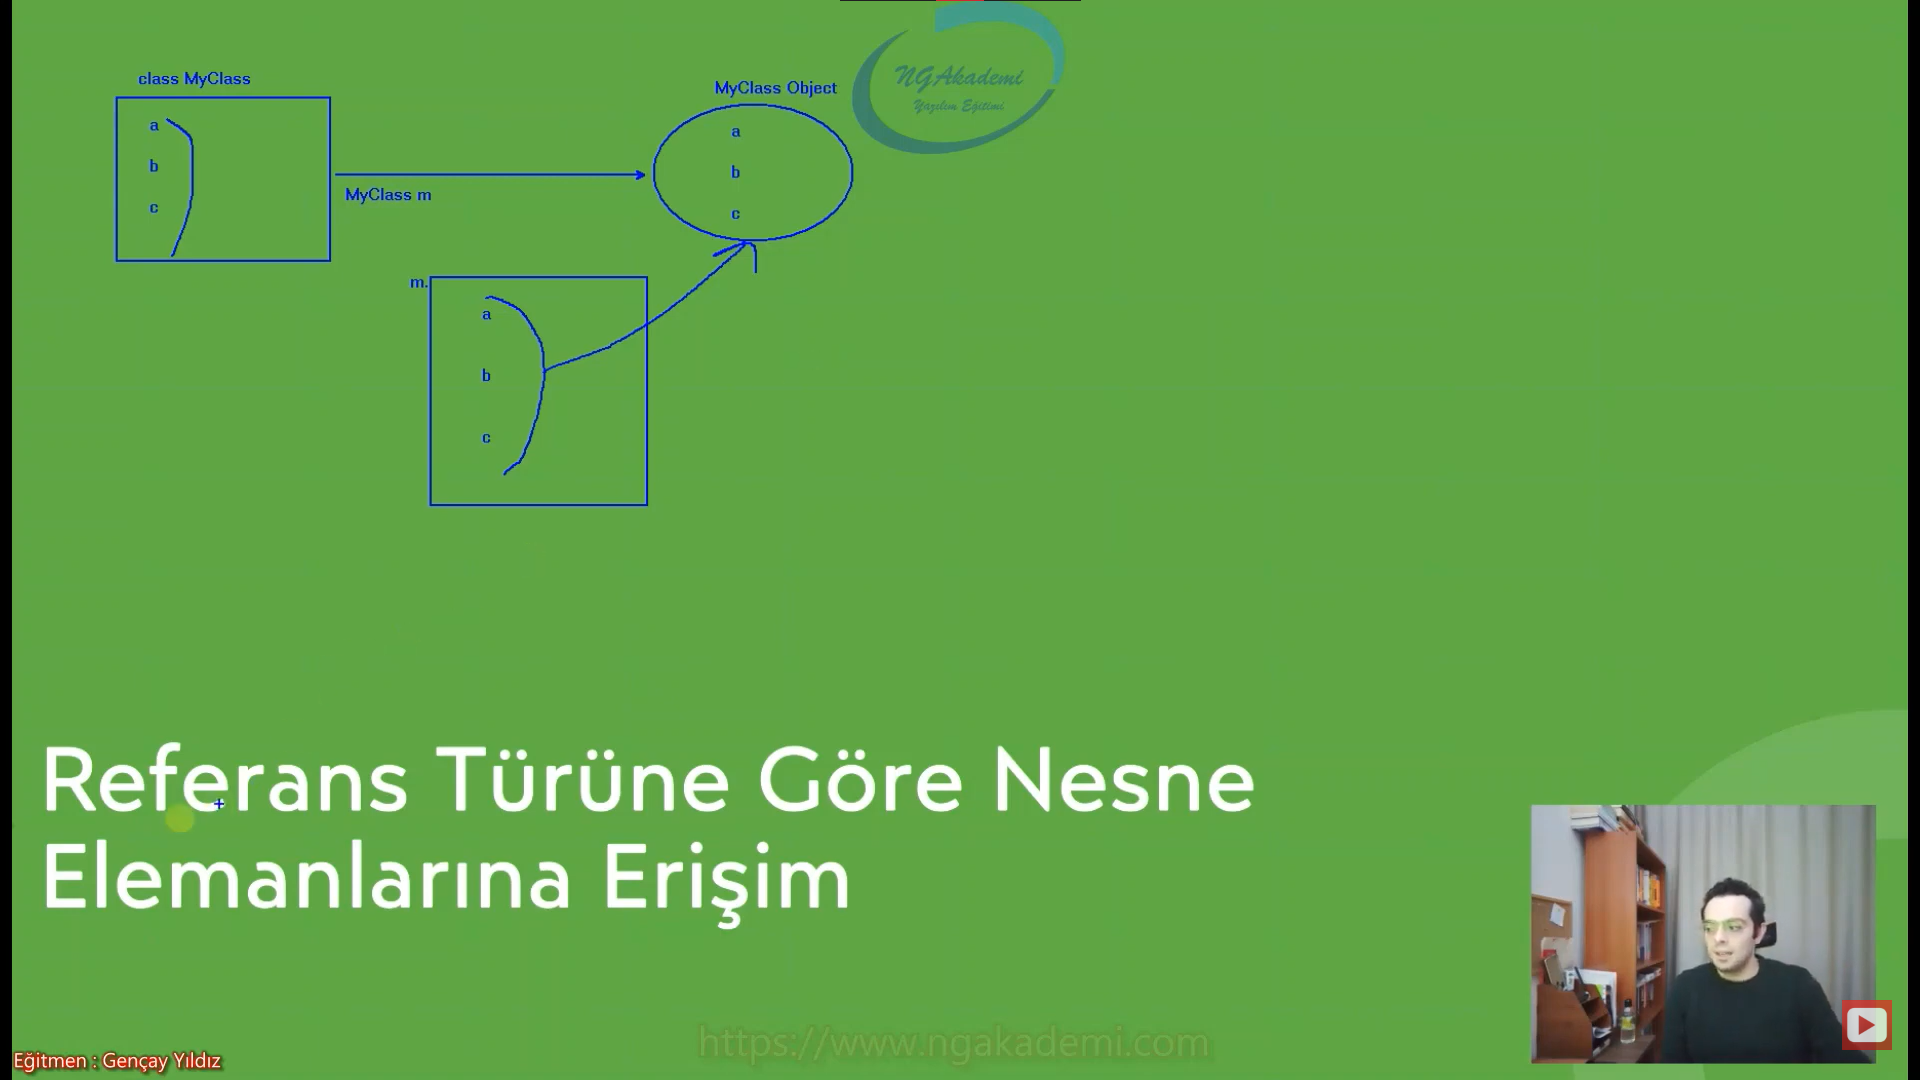 class MyClass
a
b
c
MyClass m
MyClass Object
a
b
c
NGAkademi
Yazılım Eğitimi
m.
a
b
c
Referans Türüne Göre Nesne
Elemanlarına Erişim
https://www.ngakademi.com
Eğitmen : Gençay Yıldız